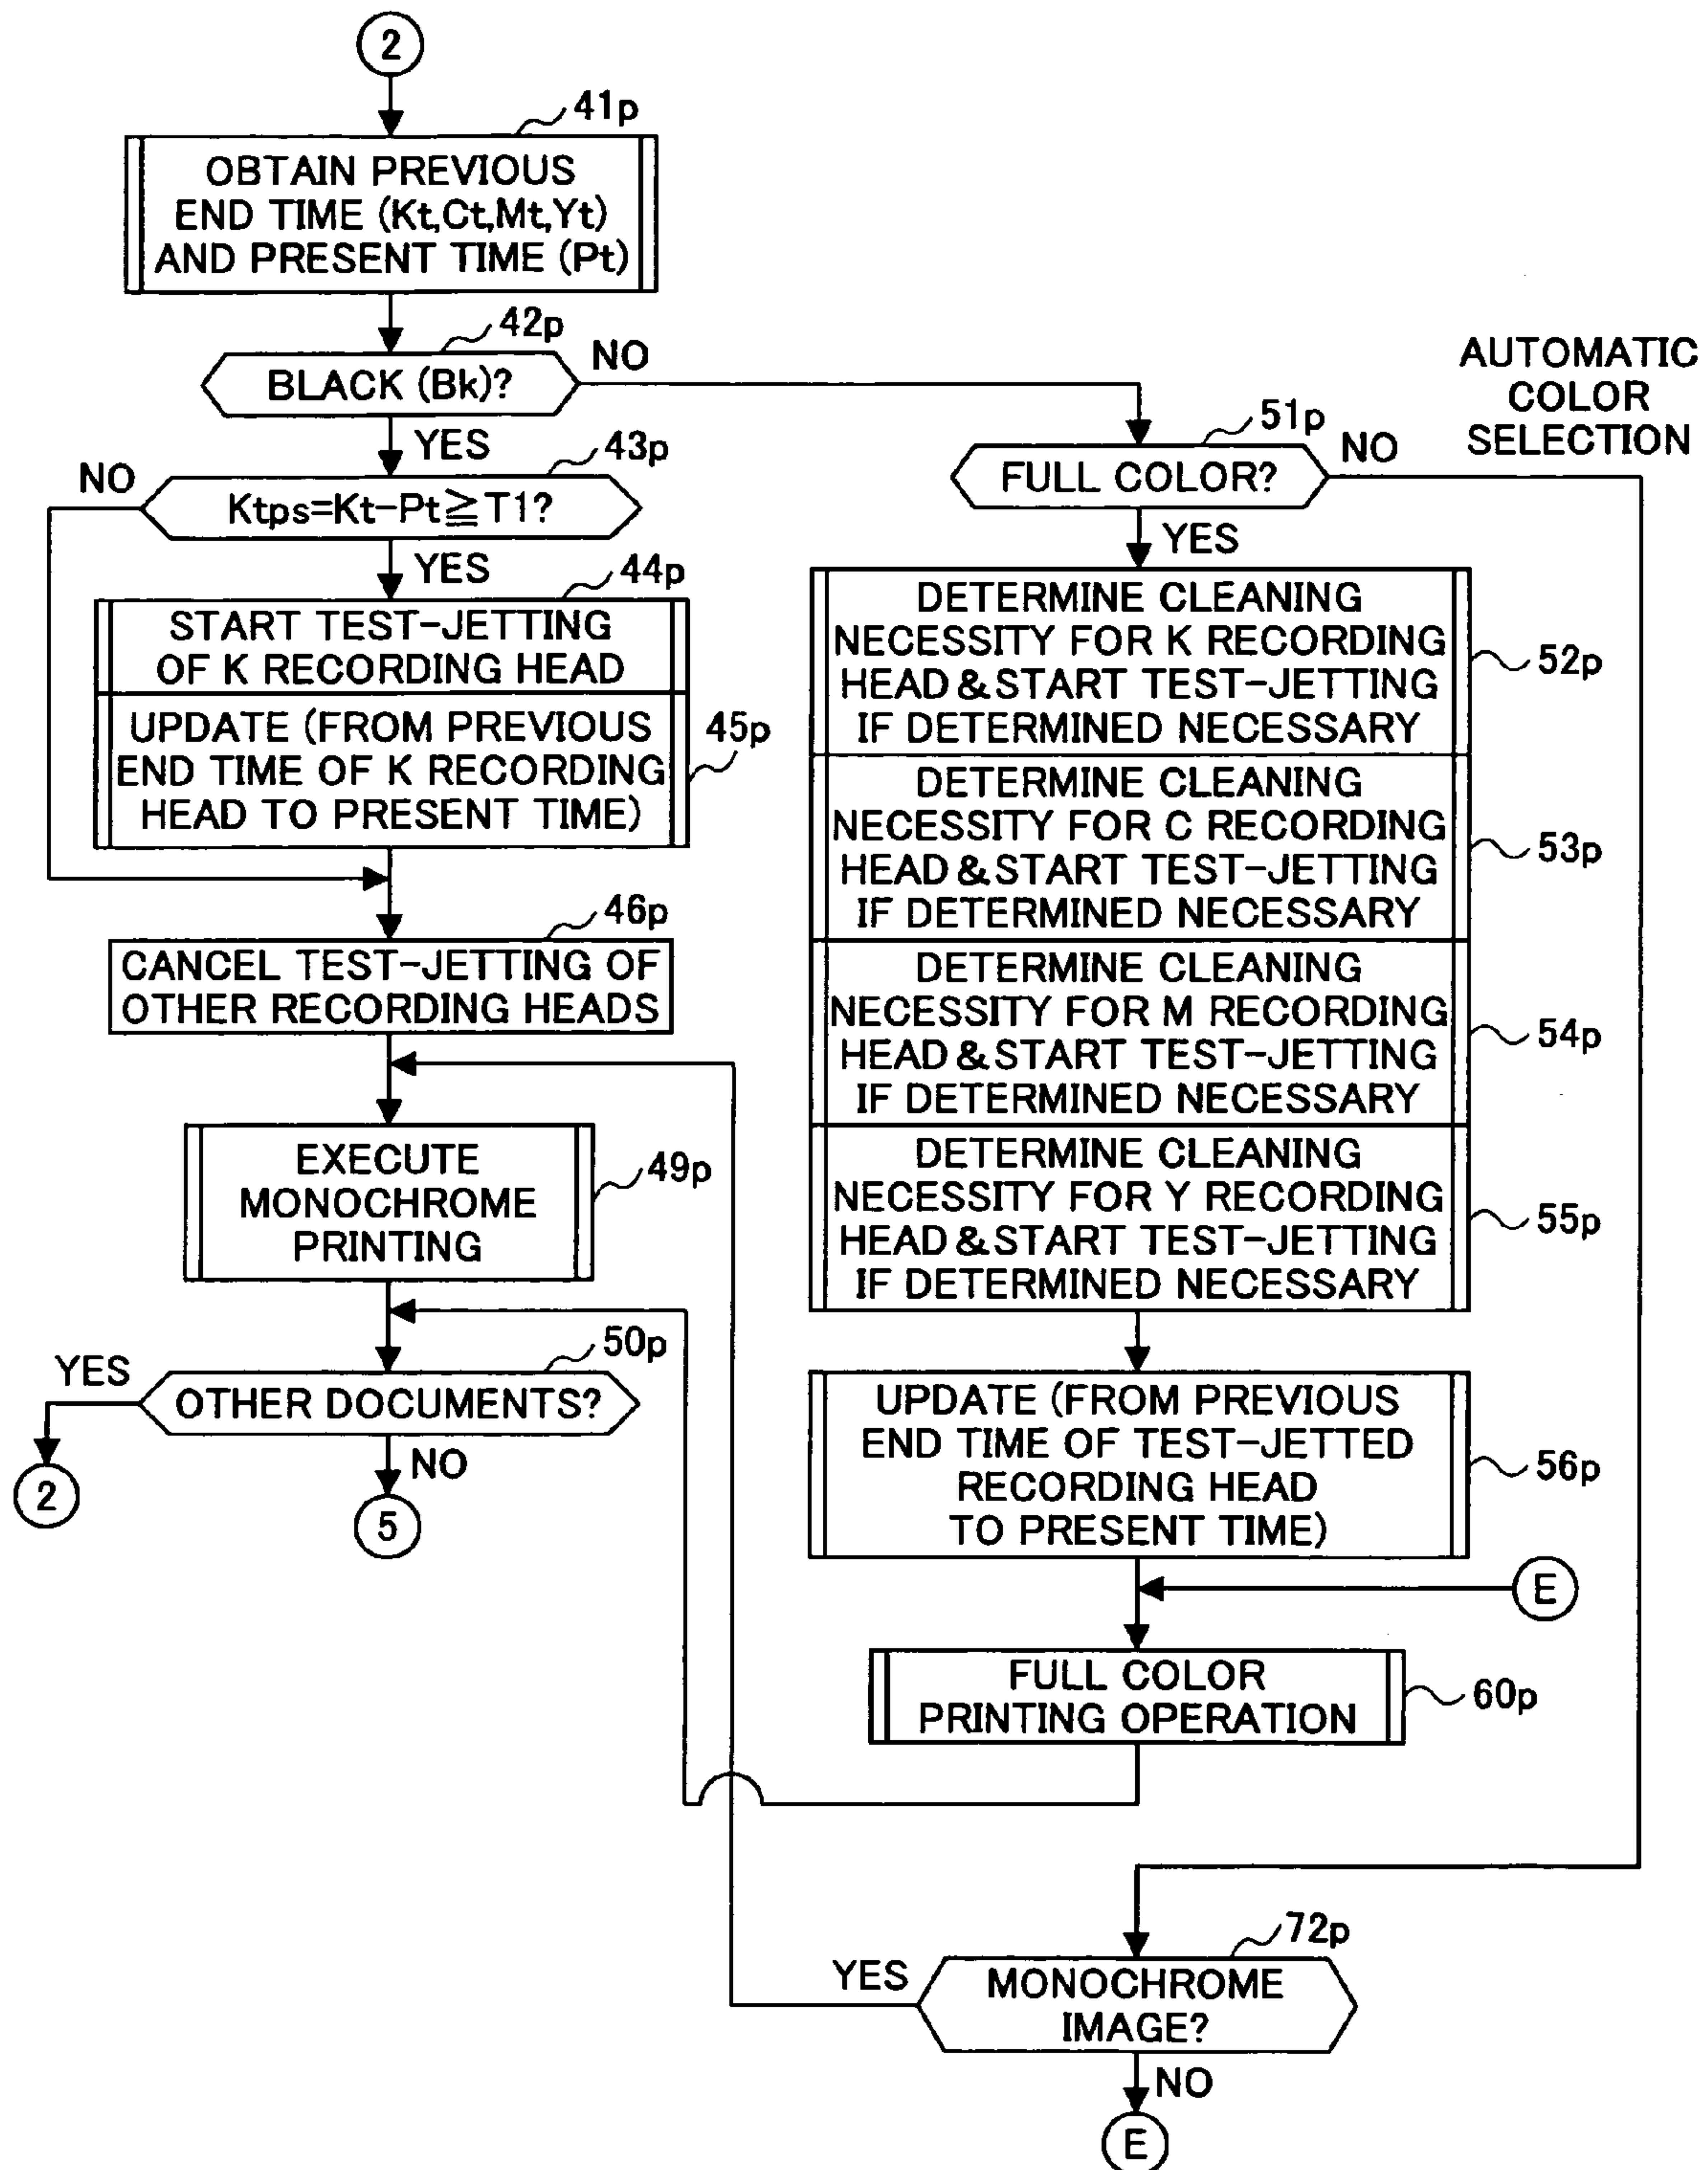 2
41p
OBTAIN PREVIOUS
END TIME (Kt,Ct,Mt,Yt)
AND PRESENT TIME (Pt)
42p
BLACK (Bk)?
NO
YES
43p
NO
Ktps=Kt-Pt≧T1?
YES
44p
START TEST-JETTING
OF K RECORDING HEAD
UPDATE (FROM PREVIOUS
END TIME OF K RECORDING
HEAD TO PRESENT TIME)
45p
46p
CANCEL TEST-JETTING OF
OTHER RECORDING HEADS
EXECUTE
MONOCHROME
PRINTING
49p
50p
YES
OTHER DOCUMENTS?
2
NO
5
AUTOMATIC
COLOR
SELECTION
51p
NO
FULL COLOR?
YES
DETERMINE CLEANING
NECESSITY FOR K RECORDING
HEAD & START TEST-JETTING
IF DETERMINED NECESSARY
52p
DETERMINE CLEANING
NECESSITY FOR C RECORDING
HEAD & START TEST-JETTING
IF DETERMINED NECESSARY
53p
DETERMINE CLEANING
NECESSITY FOR M RECORDING
HEAD & START TEST-JETTING
IF DETERMINED NECESSARY
54p
DETERMINE CLEANING
NECESSITY FOR Y RECORDING
HEAD & START TEST-JETTING
IF DETERMINED NECESSARY
55p
UPDATE (FROM PREVIOUS
END TIME OF TEST-JETTED
RECORDING HEAD
TO PRESENT TIME)
56p
E
FULL COLOR
PRINTING OPERATION
60p
72p
YES
MONOCHROME
IMAGE?
NO
E